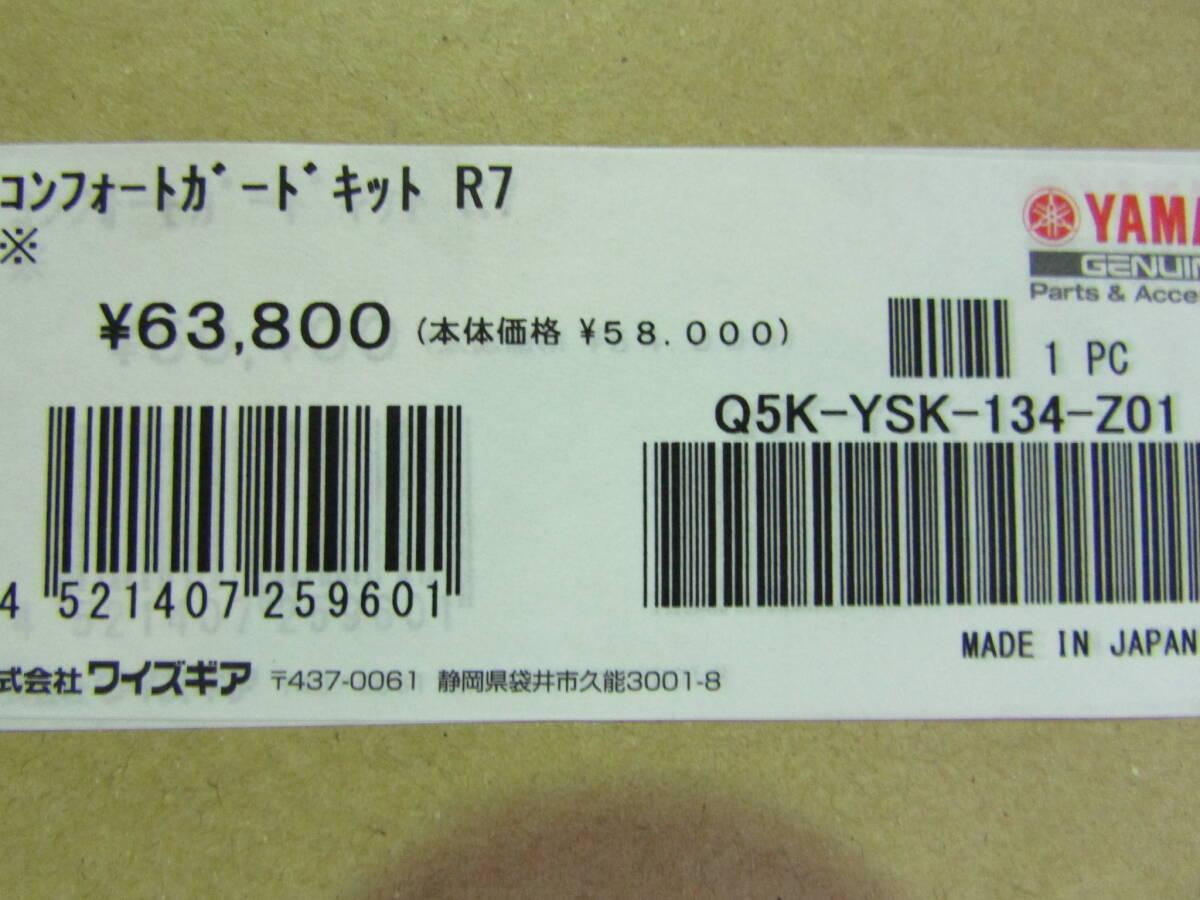 コンフォートガードキット R7
※
YAMA
GENUIN
Parts & Acce
¥63,800 (本体価格 ¥58,000)
1 PC
Q5K-YSK-134-Z01
4 521407 259601
MADE IN JAPAN
式会社 ワイズギア 〒437-0061 静岡県袋井市久能3001-8